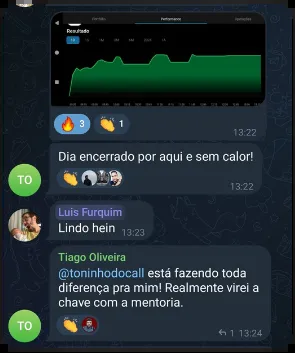 Performance
Resultado
🔥 3 👏 1
13:22
Dia encerrado por aqui e sem calor!
👏
13:22
TO
Luis Furquim
Lindo hein 13:23
Tiago Oliveira
@toninhodocall está fazendo toda
diferença pra mim! Realmente virei a
chave com a mentoria.
👏
1 13:24
TO